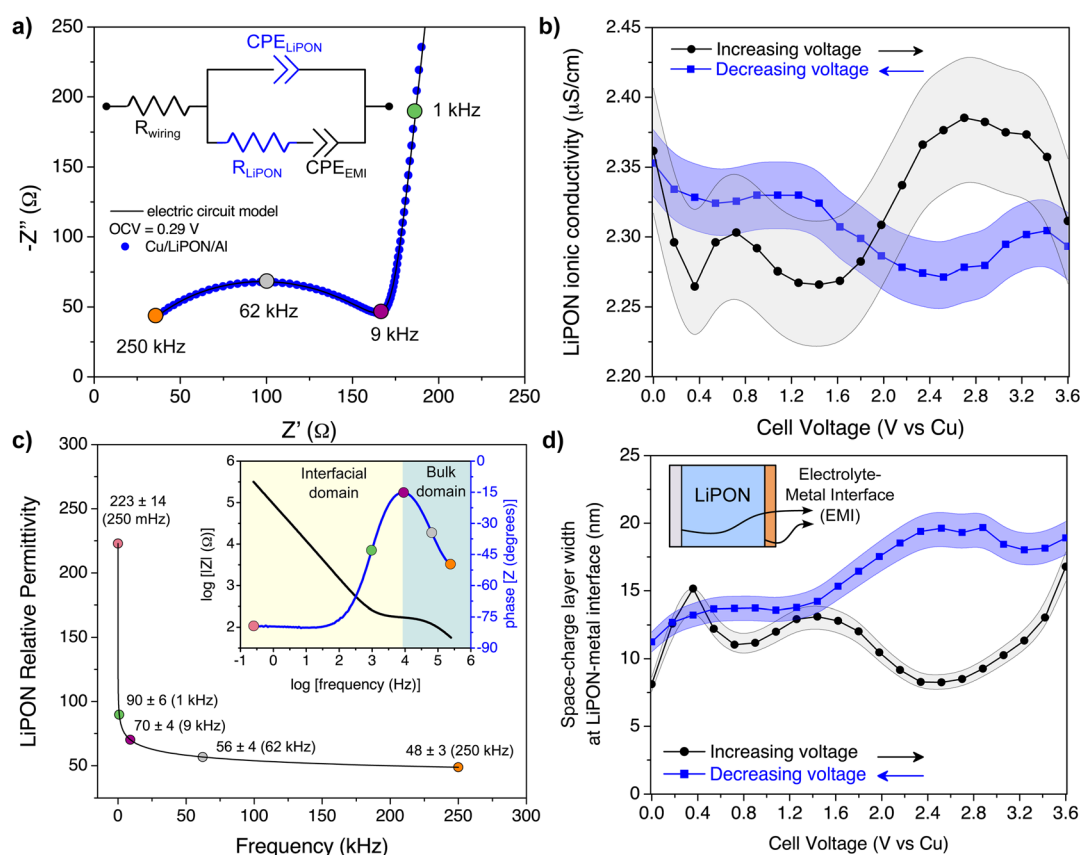 a)
250
200
150
100
50
0
-Z″ (Ω)
CPE_LiPON
R_wiring
R_LiPON
CPE_EMI
electric circuit model
OCV = 0.29 V
Cu/LiPON/Al
1 kHz
62 kHz
9 kHz
250 kHz
0 50 100 150 200 250
Z' (Ω)
b)
Increasing voltage
Decreasing voltage
2.40
2.35
2.30
2.25
2.20
LiPON ionic conductivity (μS/cm)
0.0 0.4 0.8 1.2 1.6 2.0 2.4 2.8 3.2 3.6
Cell Voltage (V vs Cu)
c)
300
250
200
150
100
50
LiPON Relative Permittivity
223 ± 14
(250 mHz)
90 ± 6 (1 kHz)
70 ± 4 (9 kHz)
56 ± 4 (62 kHz)
48 ± 3 (250 kHz)
0 50 100 150 200 250 300
Frequency (kHz)
Interfacial
domain
Bulk
domain
6
5
4
3
2
log [|Z| (Ω)]
0
-15
-30
-45
-60
-75
-90
phase [Z (degrees)]
-1 0 1 2 3 4 5 6
log [frequency (Hz)]
d)
25
20
15
10
5
0
Space-charge layer width
at LiPON-metal interface (nm)
LiPON
Electrolyte-
Metal Interface
(EMI)
Increasing voltage
Decreasing voltage
0.0 0.4 0.8 1.2 1.6 2.0 2.4 2.8 3.2 3.6
Cell Voltage (V vs Cu)